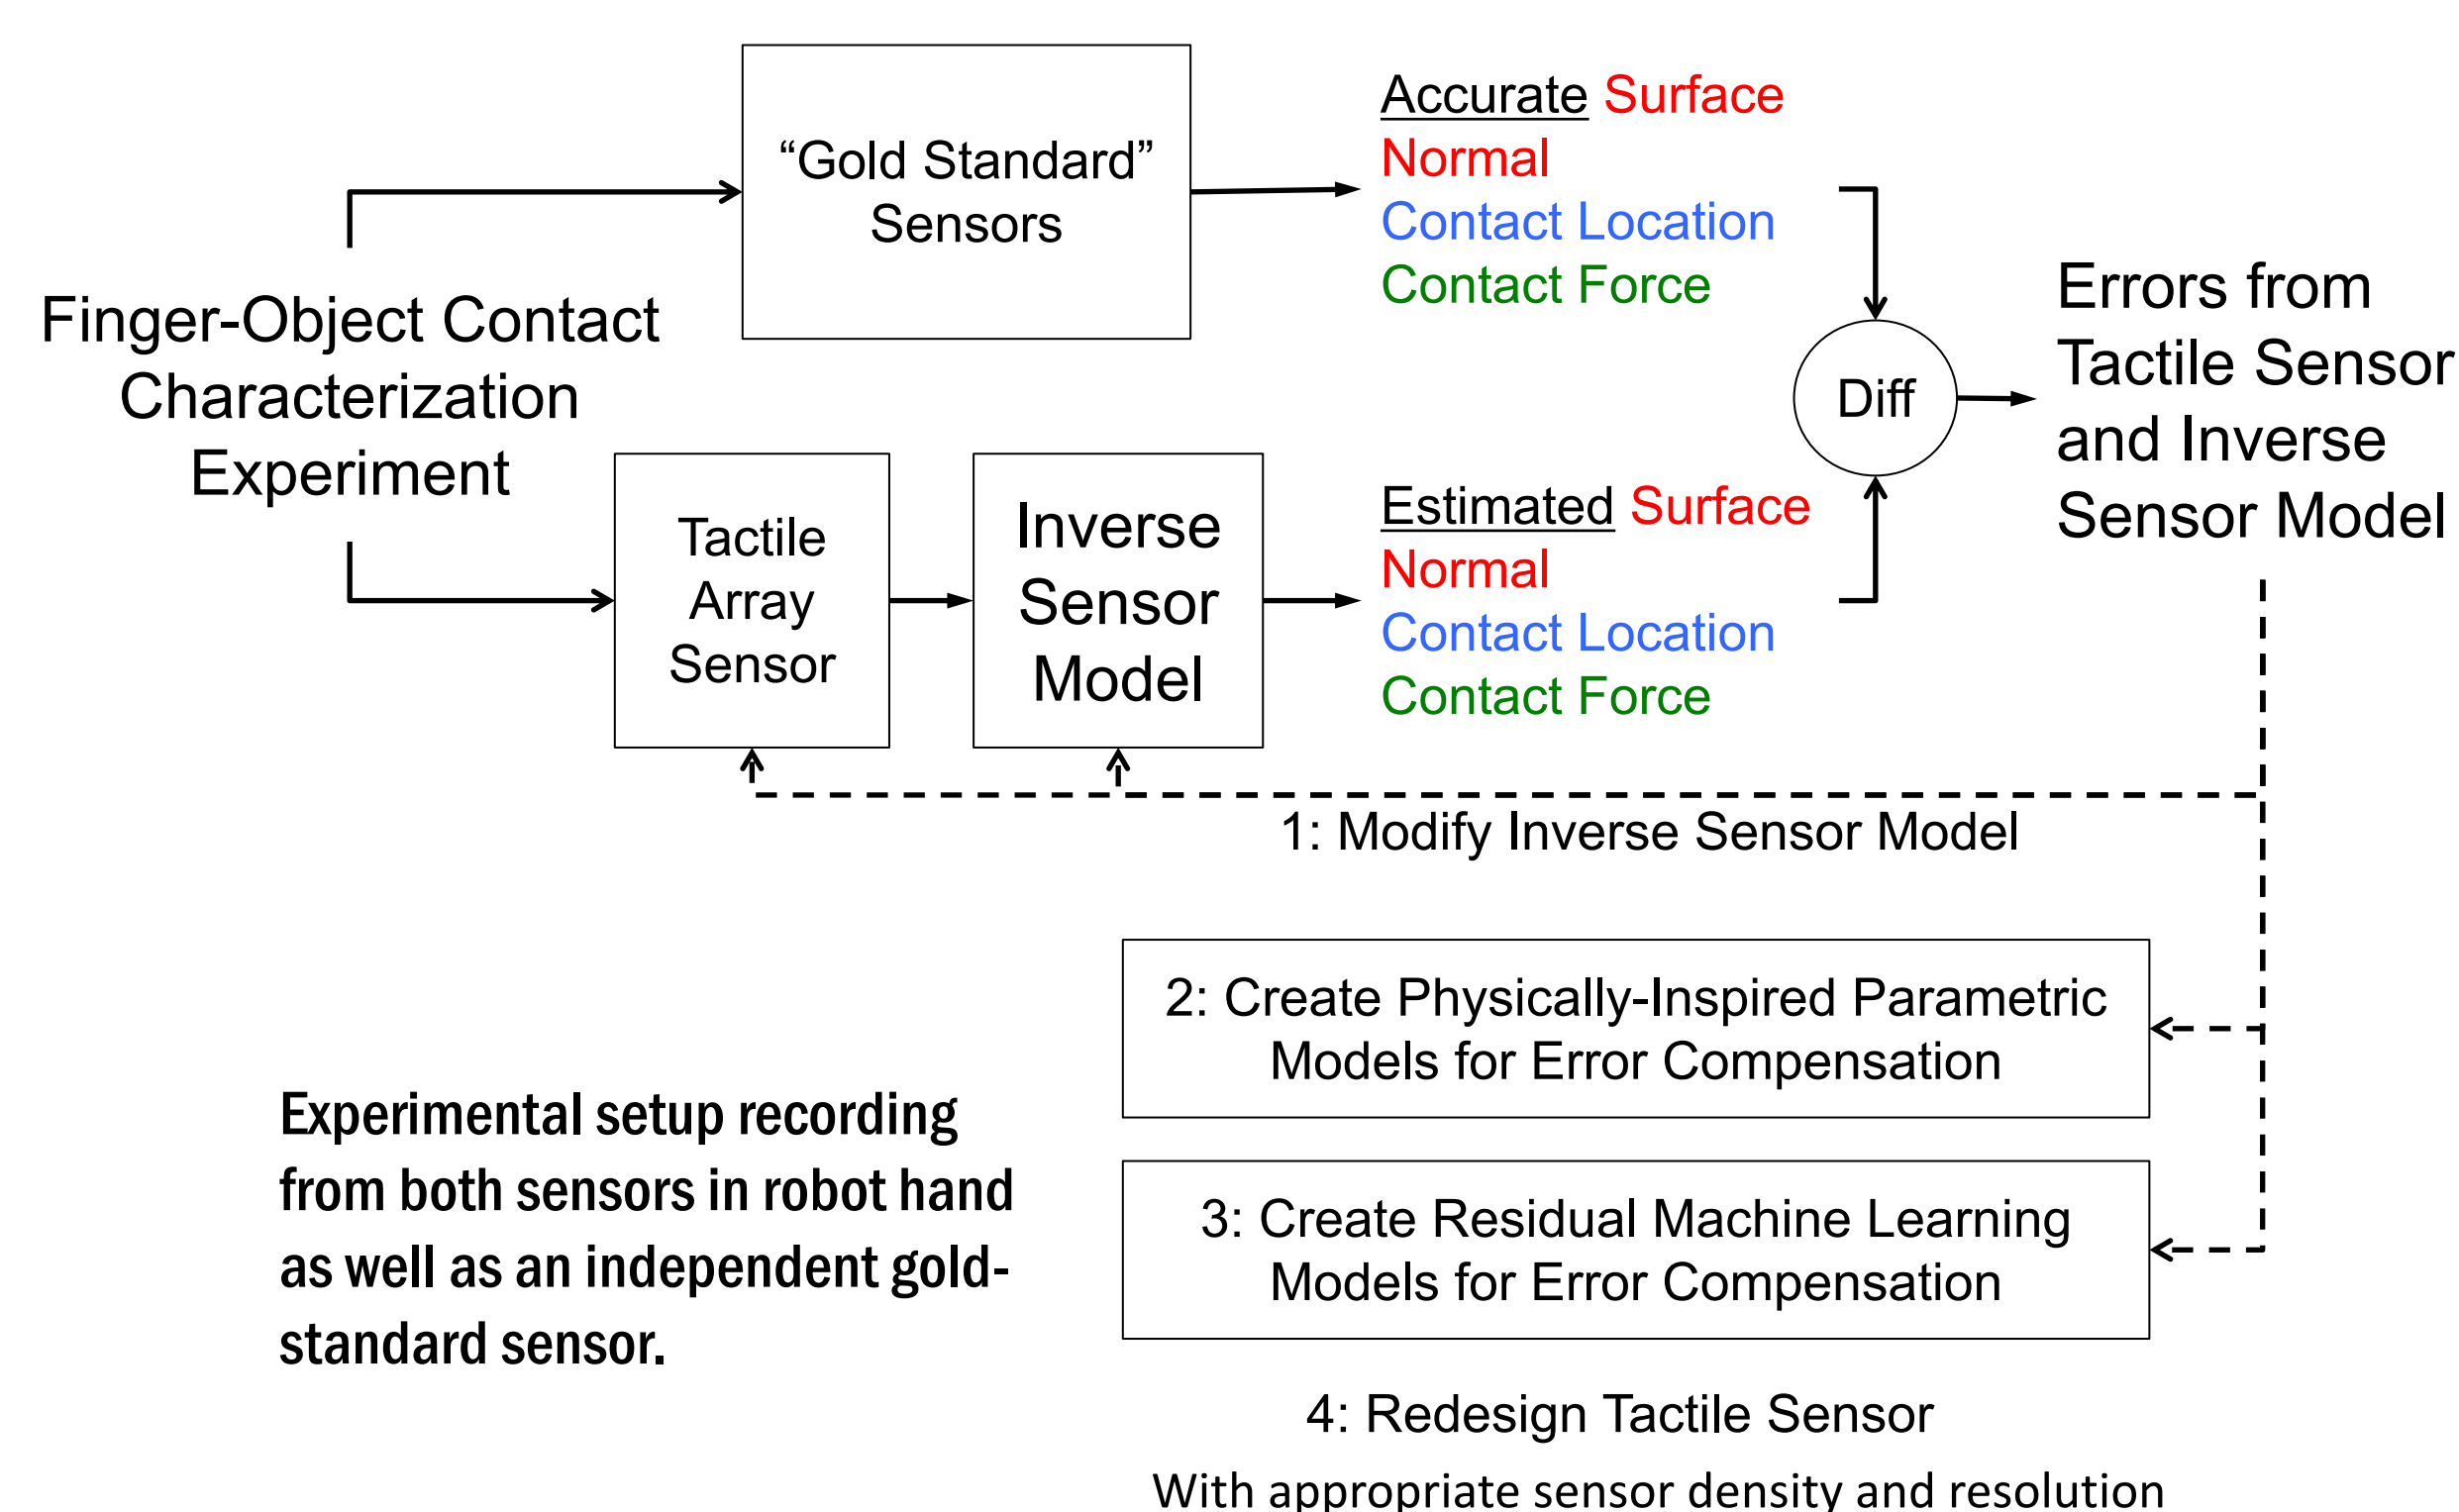 “Gold Standard”
Sensors
Accurate Surface
Normal
Contact Location
Contact Force
Finger-Object Contact
Characterization
Experiment
Tactile
Array
Sensor
Inverse
Sensor
Model
Estimated Surface
Normal
Contact Location
Contact Force
Diff
Errors from
Tactile Sensor
and Inverse
Sensor Model
1: Modify Inverse Sensor Model
2: Create Physically-Inspired Parametric
Models for Error Compensation
3: Create Residual Machine Learning
Models for Error Compensation
4: Redesign Tactile Sensor
With appropriate sensor density and resolution
Experimental setup recording
from both sensors in robot hand
as well as an independent gold-
standard sensor.